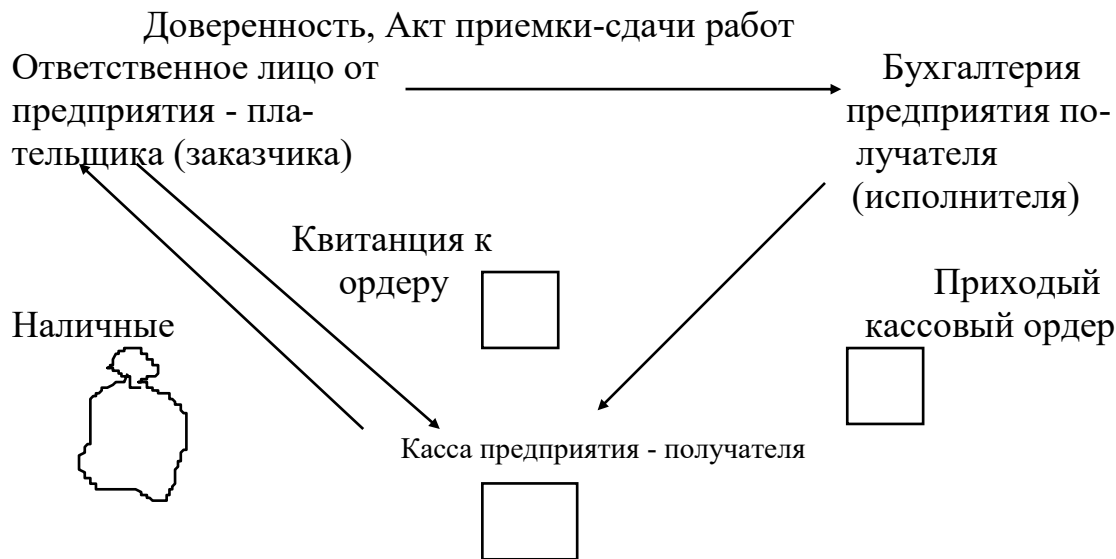 Доверенность, Акт приемки-сдачи работ
Ответственное лицо от
предприятия - пла-
тельщика (заказчика)
Бухгалтерия
предприятия по-
лучателя
(исполнителя)
Квитанция к
ордеру
Приходый
кассовый ордер
Наличные
Касса предприятия - получателя